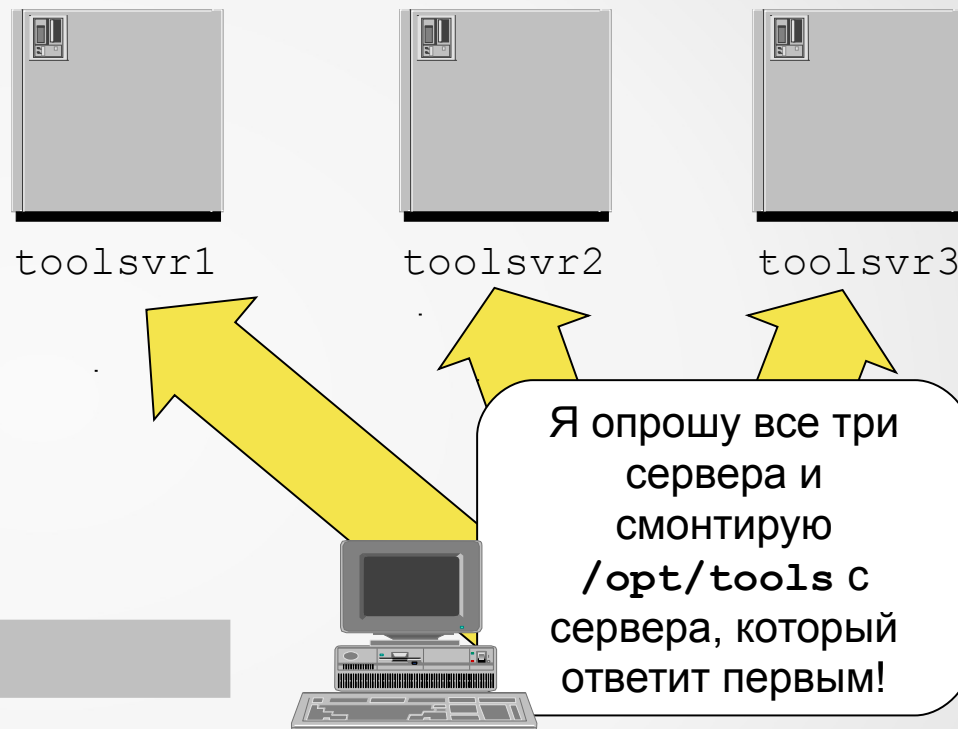 toolsvr1
toolsvr2
toolsvr3
Я опрошу все три
сервера и
смонтирую
/opt/tools с
сервера, который
ответит первым!